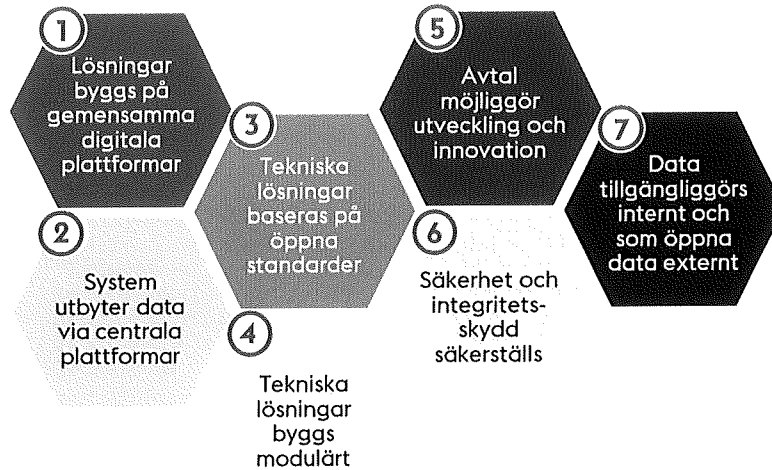 1
Lösningar
byggs på
gemensamma
digitala
plattformar
2
System
utbyter data
via centrala
plattformar
3
Tekniska
lösningar
baseras på
öppna
standarder
4
Tekniska
lösningar
byggs
modulärt
5
Avtal
möjliggör
utveckling och
innovation
6
Säkerhet och
integritets-
skydd
säkerställs
7
Data
tillgängliggörs
internt och
som öppna
data externt